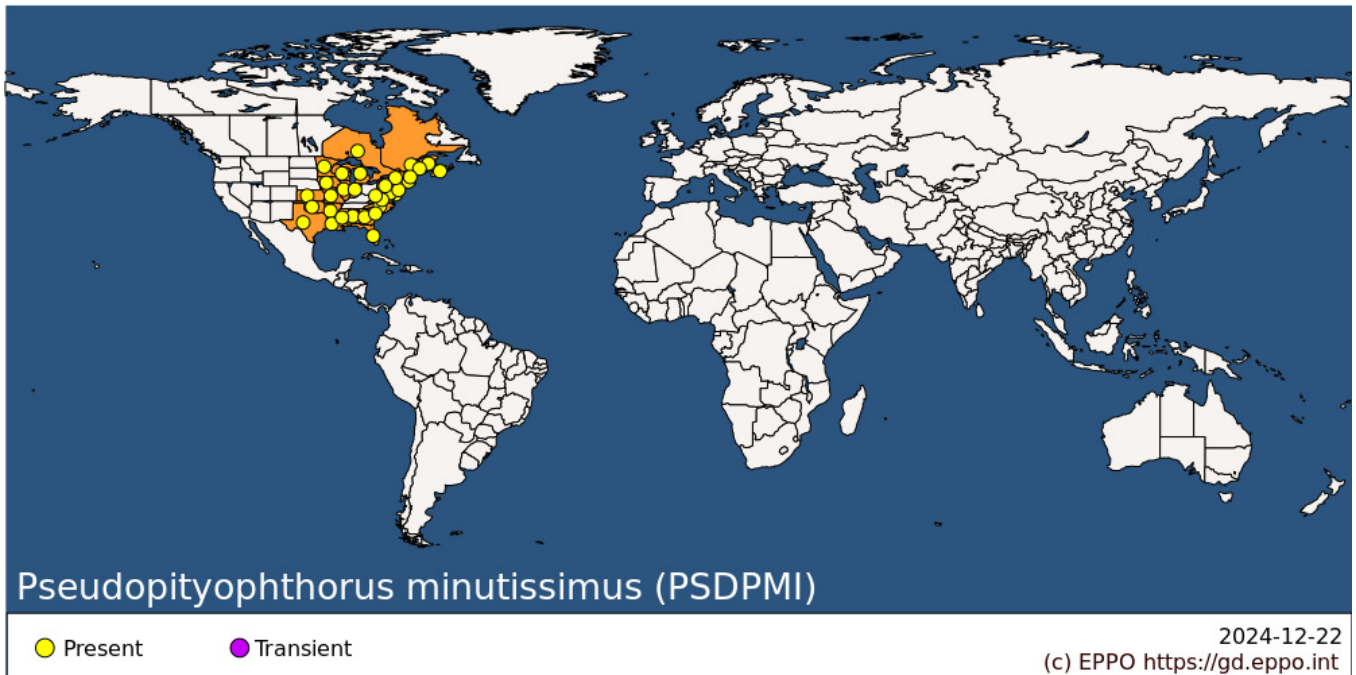 Pseudopityophthorus minutissimus (PSDPMI)
Present
Transient
2024-12-22
(c) EPPO https://gd.eppo.int